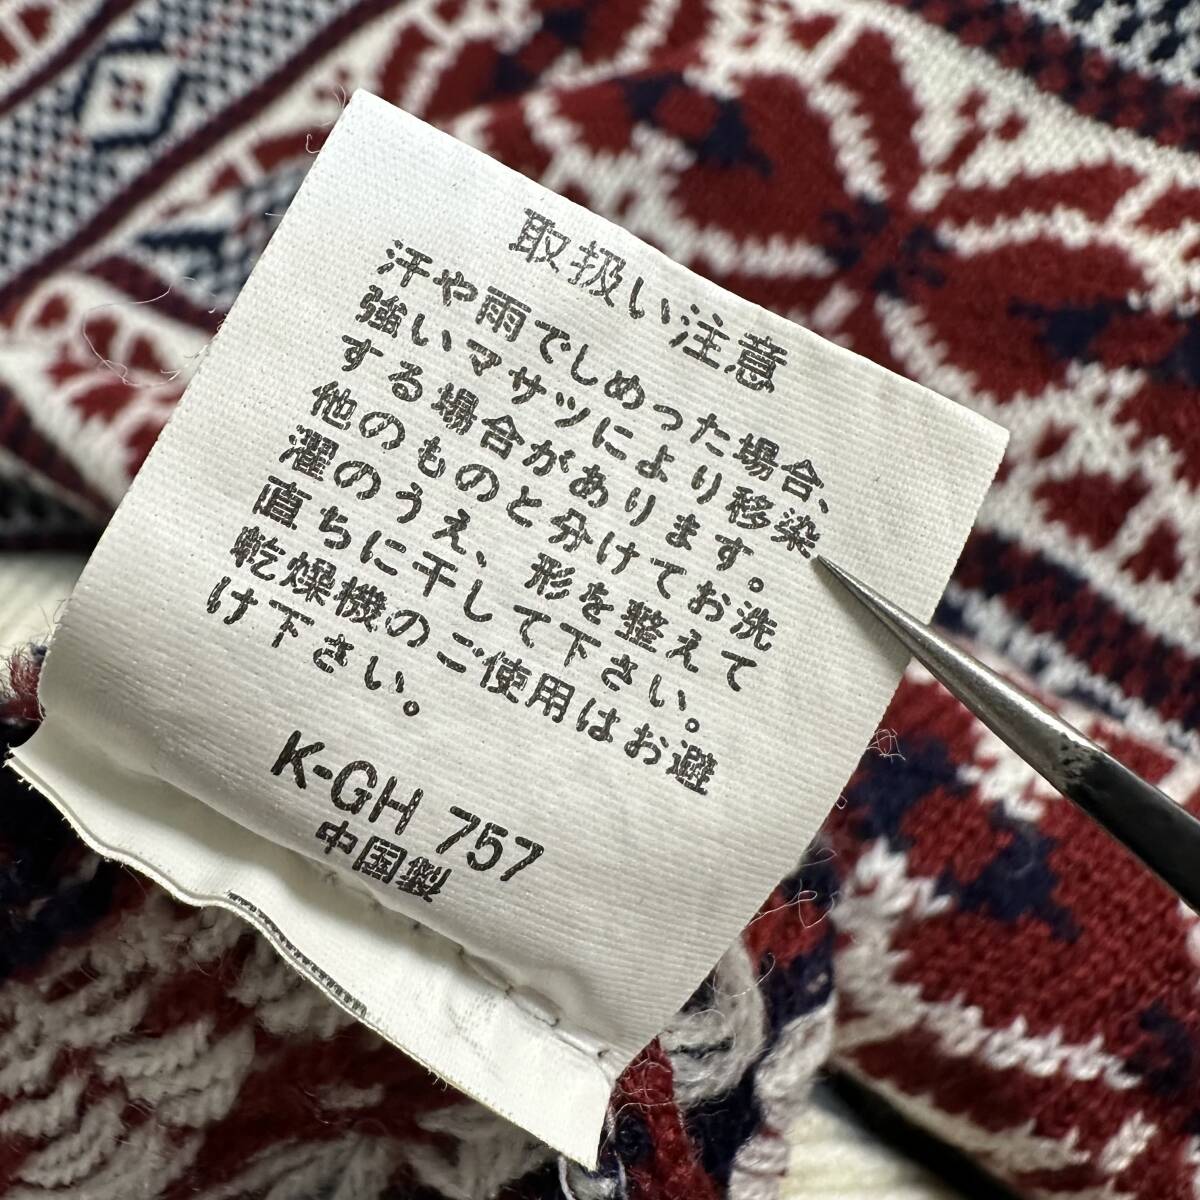 取扱い注意
汗や雨でしめった場合、
強いマサツにより移染
する場合があります。
他のものと分けてお洗
濯のうえ、形を整えて
直ちに干して下さい。
乾燥機のご使用はお避
け下さい。
K-GH 757
中国製